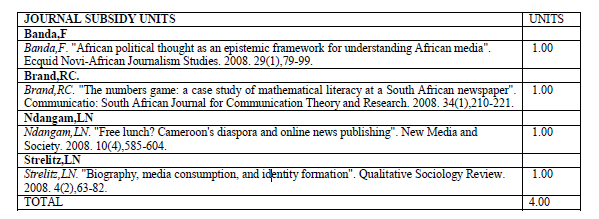 JOURNAL SUBSIDY UNITS UNITS
Banda,F
Banda,F. "African political thought as an epistemic framework for understanding African media". 1.00
Ecquid Novi-African Journalism Studies. 2008. 29(1),79-99.
Brand,RC.
Brand,RC. "The numbers game: a case study of mathematical literacy at a South African newspaper". 1.00
Communicatio: South African Journal for Communication Theory and Research. 2008. 34(1),210-221.
Ndangam,LN
Ndangam,LN. "Free lunch? Cameroon's diaspora and online news publishing". New Media and 1.00
Society. 2008. 10(4),585-604.
Strelitz,LN
Strelitz,LN. "Biography, media consumption, and identity formation". Qualitative Sociology Review. 1.00
2008. 4(2),63-82.
TOTAL 4.00